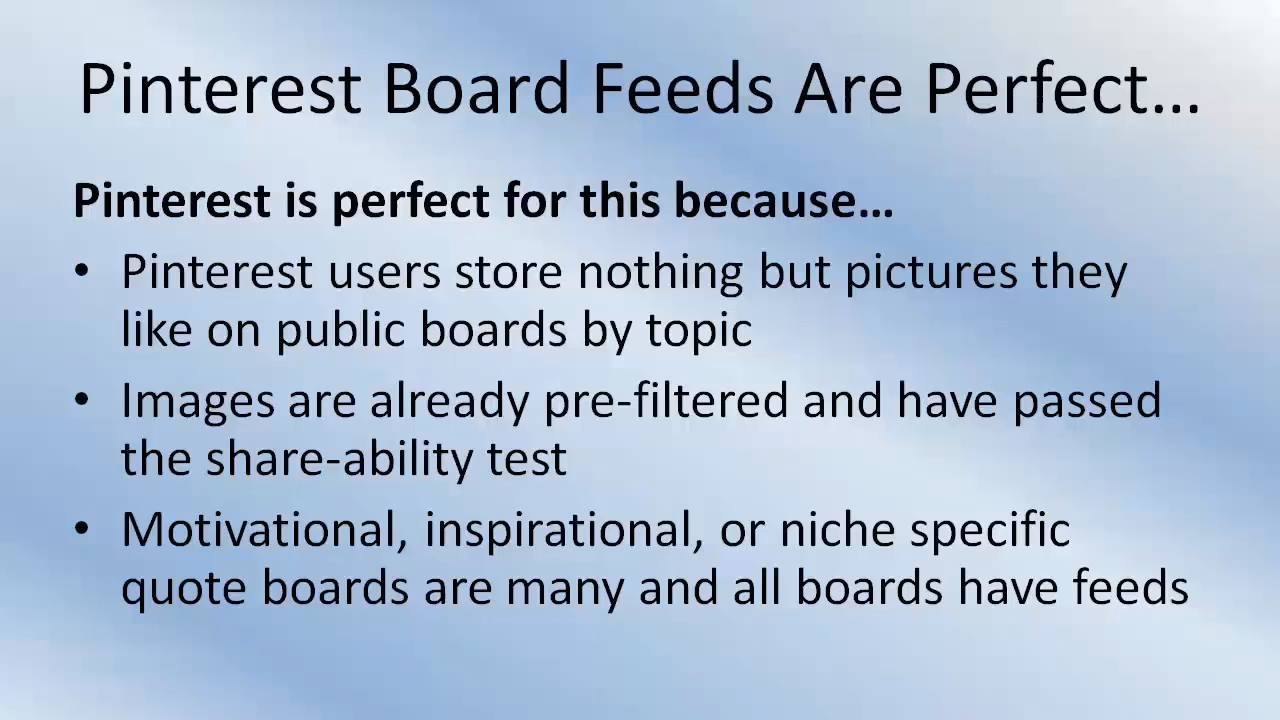 Pinterest Board Feeds Are Perfect…
Pinterest is perfect for this because…
• Pinterest users store nothing but pictures they
like on public boards by topic
• Images are already pre-filtered and have passed
the share-ability test
• Motivational, inspirational, or niche specific
quote boards are many and all boards have feeds